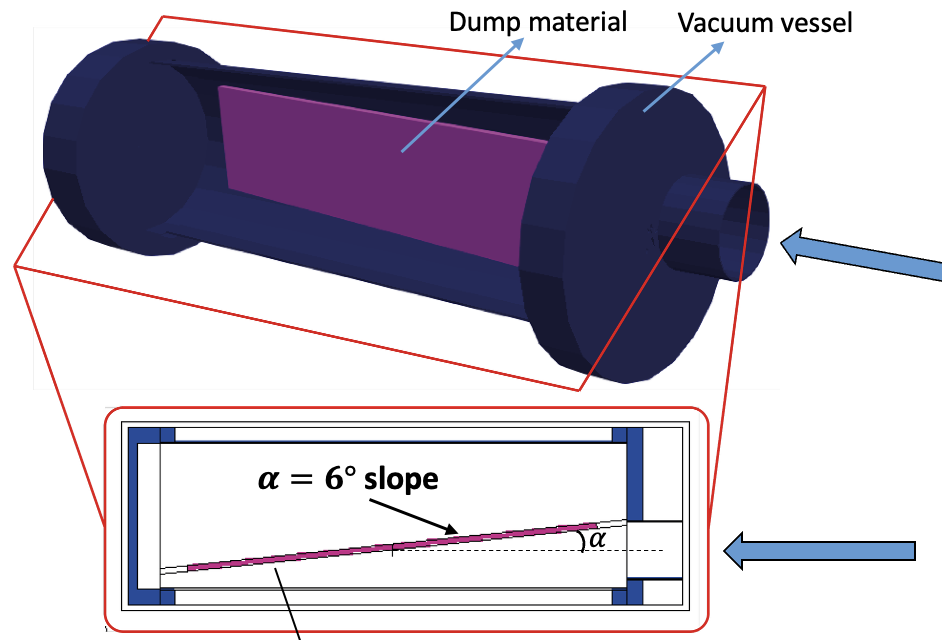 Dump material
Vacuum vessel
α = 6° slope
α